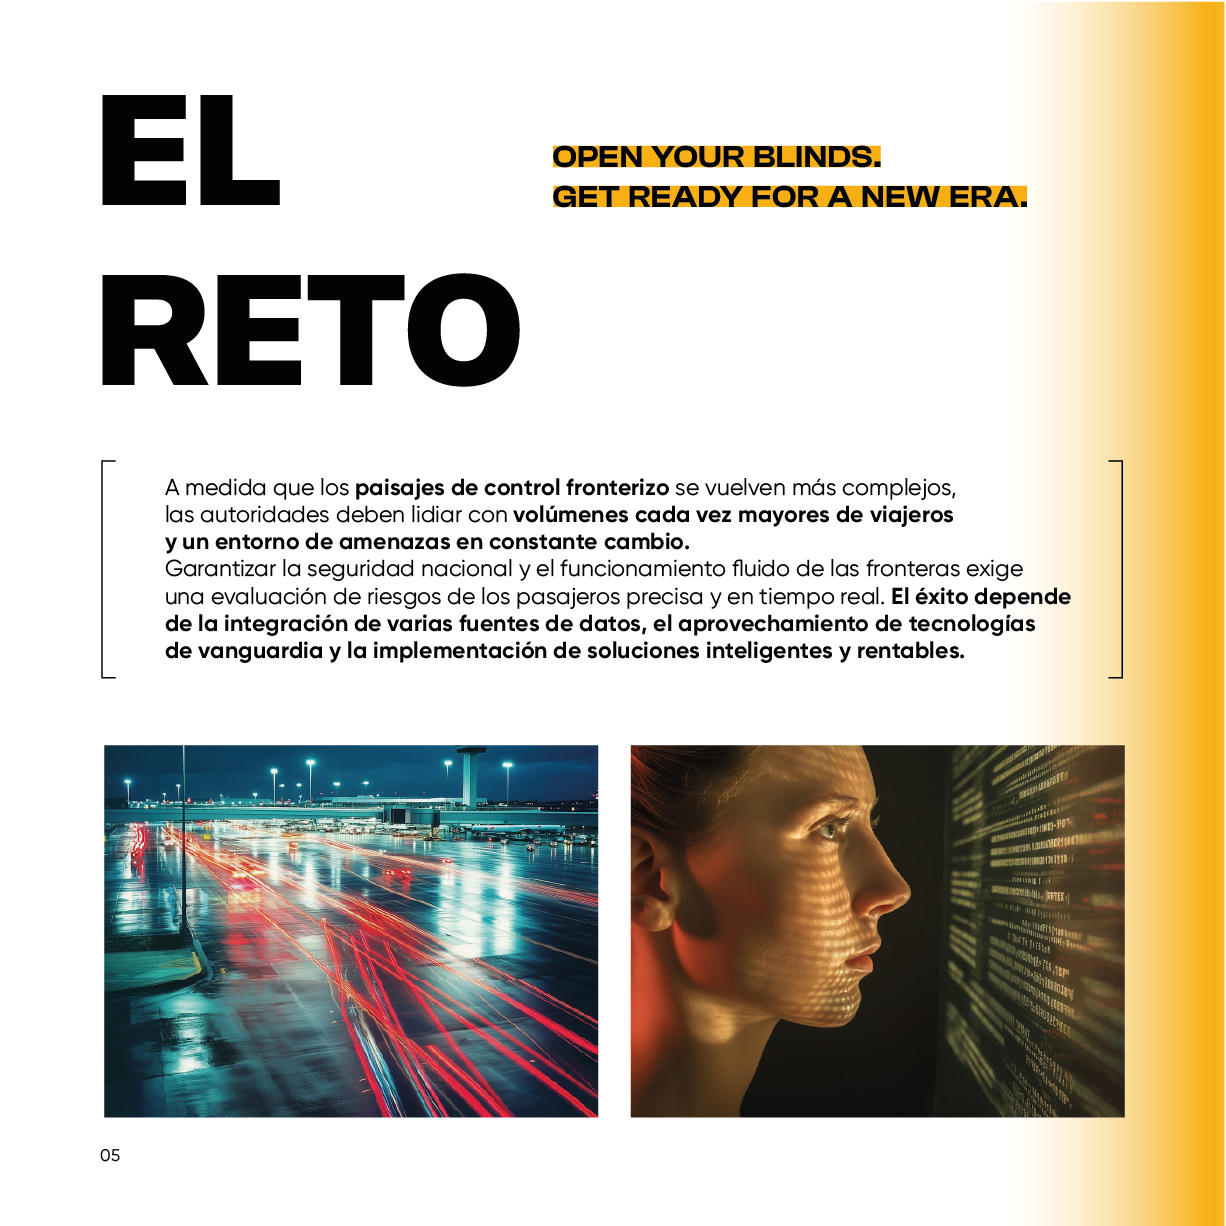 EL
RETO
OPEN YOUR BLINDS.
GET READY FOR A NEW ERA.
A medida que los paisajes de control fronterizo se vuelven más complejos,
las autoridades deben lidiar con volúmenes cada vez mayores de viajeros
y un entorno de amenazas en constante cambio.
Garantizar la seguridad nacional y el funcionamiento fluido de las fronteras exige
una evaluación de riesgos de los pasajeros precisa y en tiempo real. El éxito depende
de la integración de varias fuentes de datos, el aprovechamiento de tecnologías
de vanguardia y la implementación de soluciones inteligentes y rentables.
05